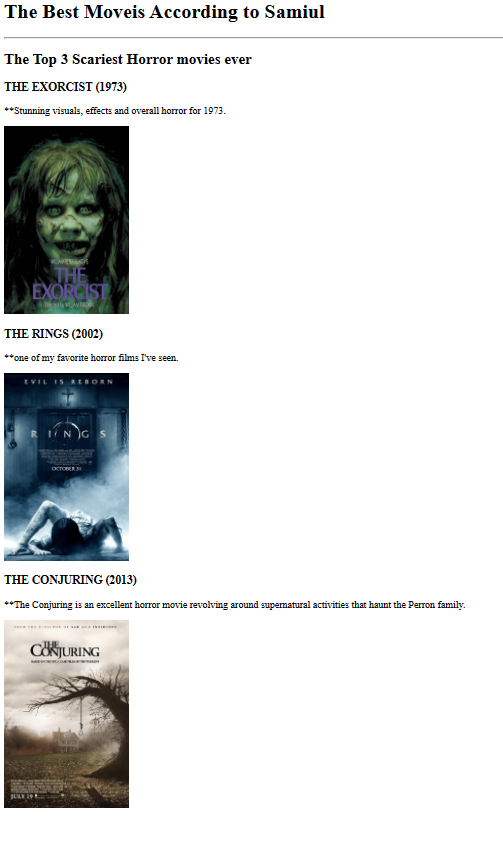 The Best Moveis According to Samiul
The Top 3 Scariest Horror movies ever
THE EXORCIST (1973)
**Stunning visuals, effects and overall horror for 1973.
THE
EXORCIST
THE RINGS (2002)
**one of my favorite horror films I've seen.
EVIL IS REBORN
RINGS
OCTOBER 31
THE CONJURING (2013)
**The Conjuring is an excellent horror movie revolving around supernatural activities that haunt the Perron family.
THE
CONJURING
JULY 19